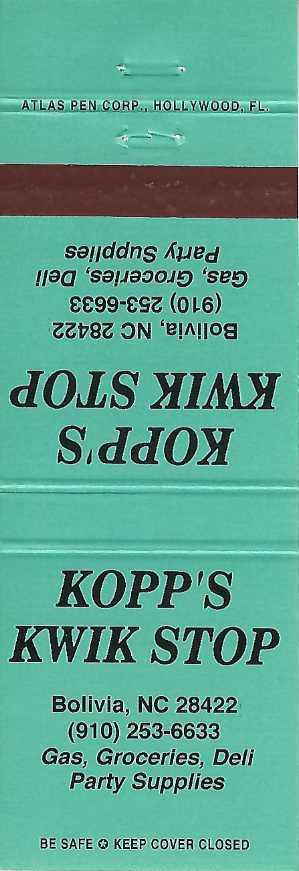 ATLAS PEN CORP., HOLLYWOOD, FL.
KOPP'S
KWIK STOP
Bolivia, NC 28422
(910) 253-6633
Gas, Groceries, Deli
Party Supplies
KOPP'S
KWIK STOP
Bolivia, NC 28422
(910) 253-6633
Gas, Groceries, Deli
Party Supplies
BE SAFE ✪ KEEP COVER CLOSED